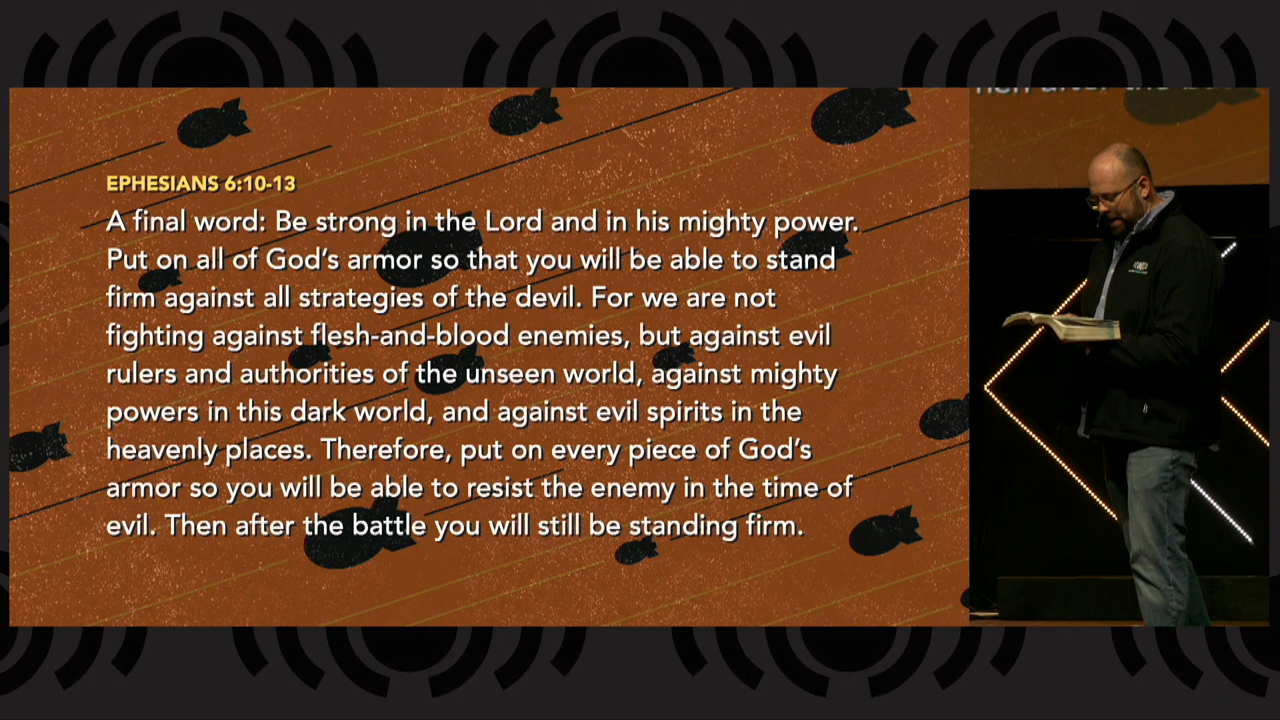 EPHESIANS 6:10-13
A final word: Be strong in the Lord and in his mighty power.
Put on all of God's armor so that you will be able to stand
firm against all strategies of the devil. For we are not
fighting against flesh-and-blood enemies, but against evil
rulers and authorities of the unseen world, against mighty
powers in this dark world, and against evil spirits in the
heavenly places. Therefore, put on every piece of God's
armor so you will be able to resist the enemy in the time of
evil. Then after the battle you will still be standing firm.